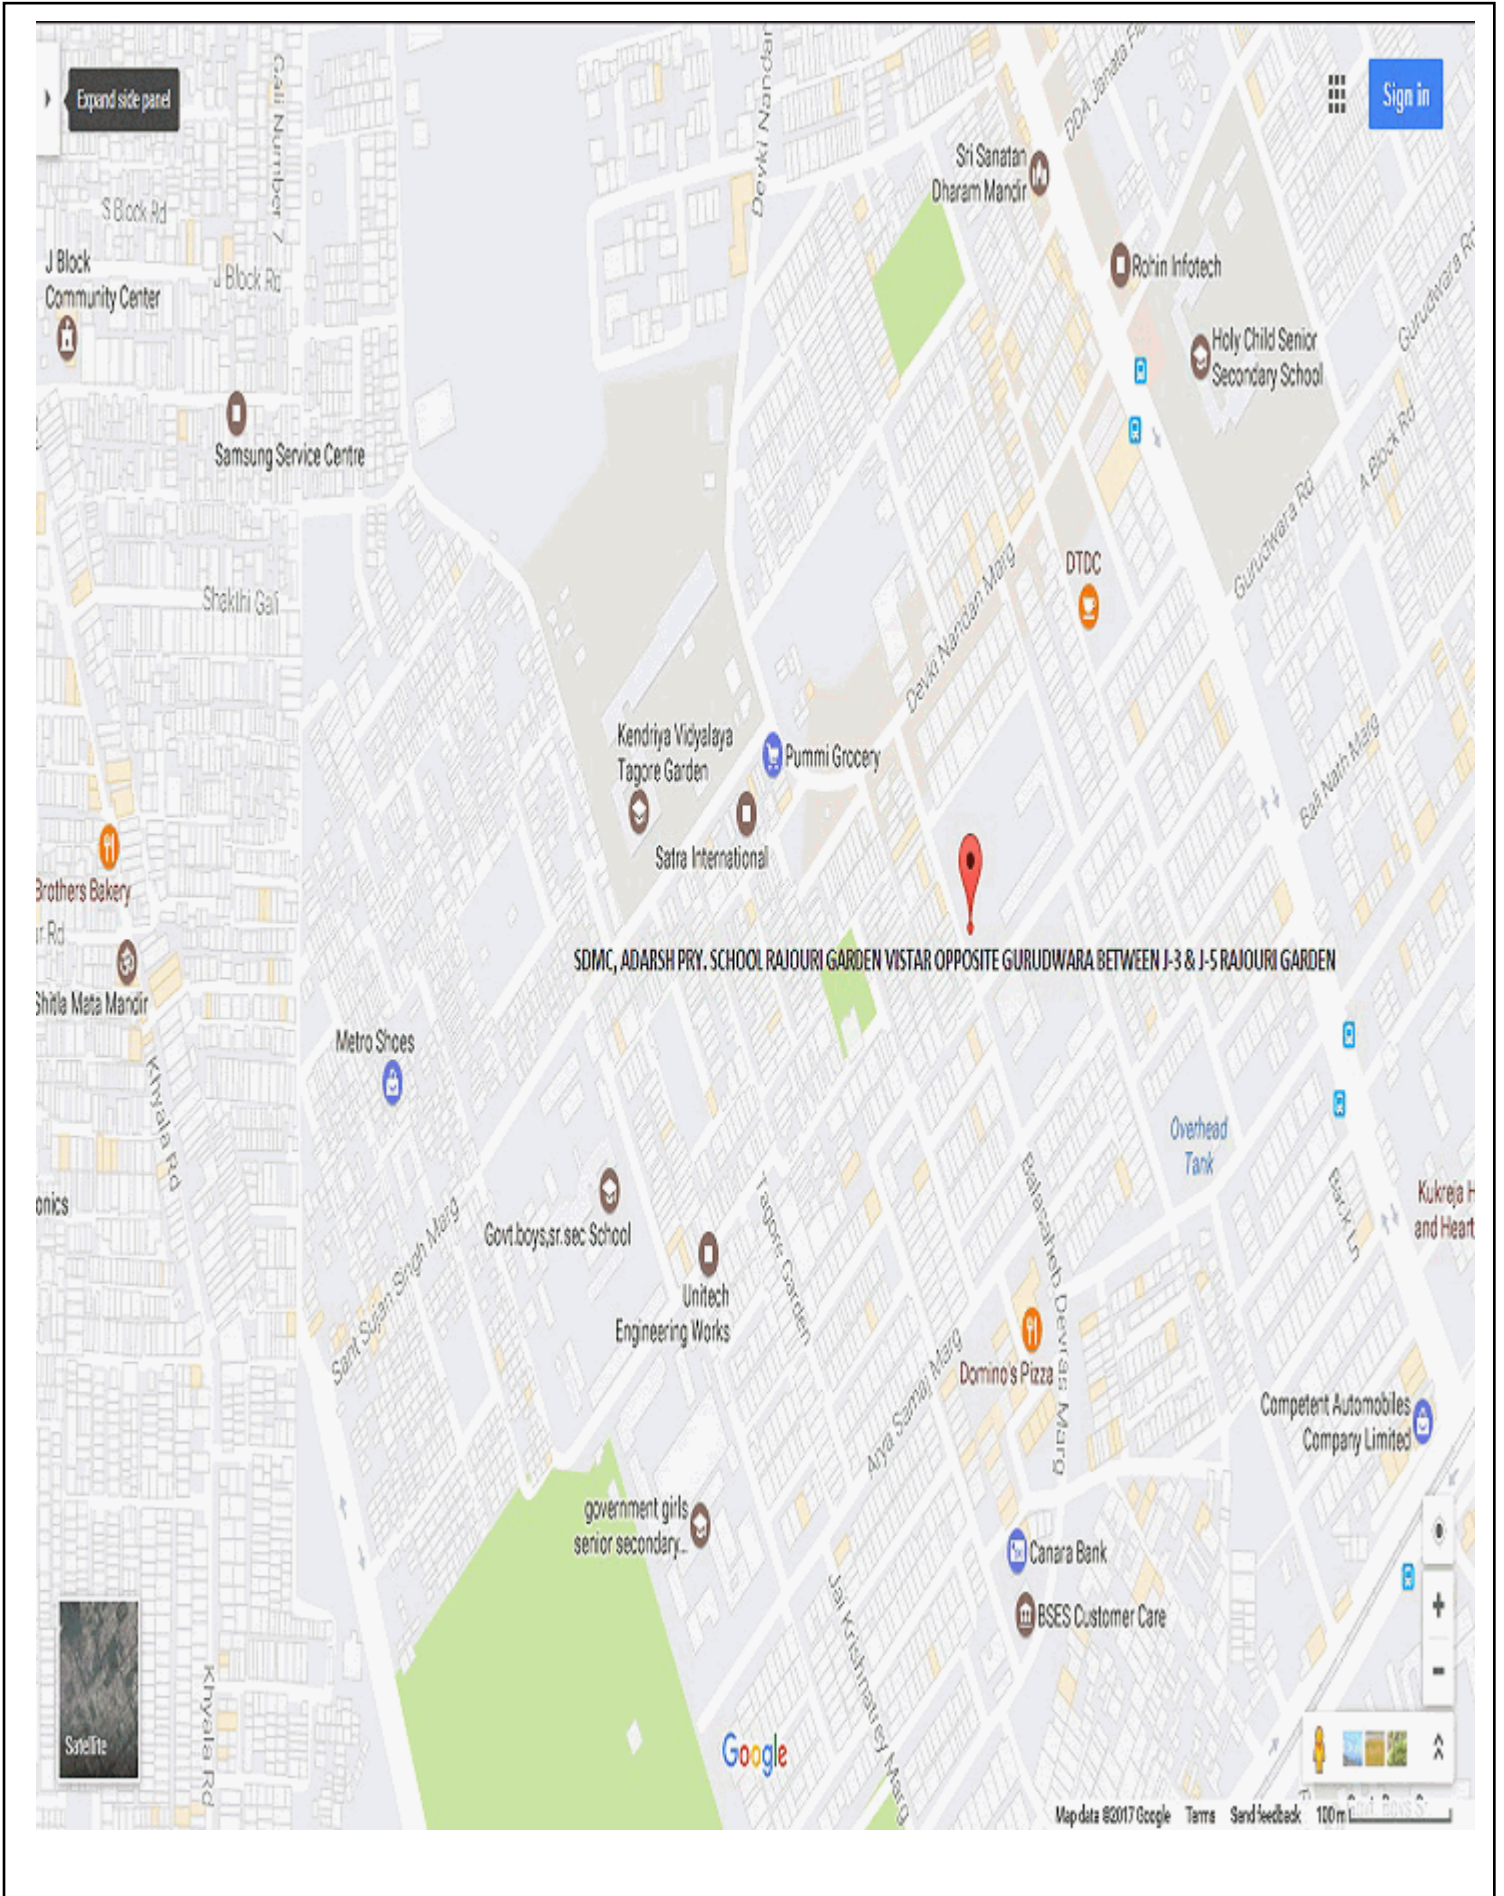 Expand side panel
Sign in
Gali Number 7
Devki Nandan
DDA Janata
Sri Sanatan
Dharam Mandir
S Block Rd
J Block
Community Center
J Block Rd
Rohin Infotech
Gurudwara Rd
Holy Child Senior
Secondary School
Samsung Service Centre
A Block Rd
Gurudwara Rd
DTDC
Shakthi Gali
Devki Nandan Marg
Kendriya Vidyalaya
Tagore Garden
Pummi Grocery
Bali Nath Marg
Satra International
Brothers Bakery
r Rd
SDMC, ADARSH PRY. SCHOOL RAJOURI GARDEN VISTAR OPPOSITE GURUDWARA BETWEEN J-3 & J-5 RAJOURI GARDEN
Shitla Mata Mandir
Metro Shoes
Khyala Rd
Overhead
Tank
onics
Sant Sujan Singh Marg
Govt.boys,sr.sec School
Tagore Garden
Balasaheb Devras Marg
Back Ln
Kukreja H
and Heart
Unitech
Engineering Works
Arya Samaj Marg
Domino's Pizza
Competent Automobiles
Company Limited
government girls
senior secondary...
Canara Bank
Jai Krishnatrey Marg
BSES Customer Care
Khyala Rd
Satellite
Google
Map data ©2017 Google Terms Send feedback 100 m